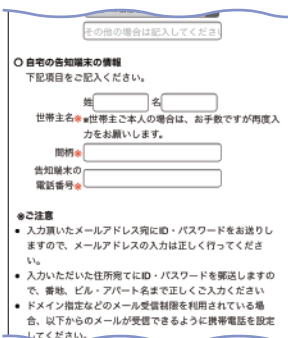 その他の場合は記入してくださ
〇 自宅の告知端末の情報
下記項目をご記入ください。
姓 名
世帯主名※ ※世帯主ご本人の場合は、お手数ですが再度入
力をお願いします。
間柄※
告知端末の
電話番号※
※ご注意
• 入力頂いたメールアドレス宛にID・パスワードをお送りし
ますので、メールアドレスの入力は正しく行ってくださ
い。
• 入力いただいた住所宛てにID・パスワードを郵送しますの
で、番地、ビル・アパート名まで正しくご入力ください
• ドメイン指定などのメール受信制限を利用されている場
合、以下からのメールが受信できるように携帯電話を設定
してください。